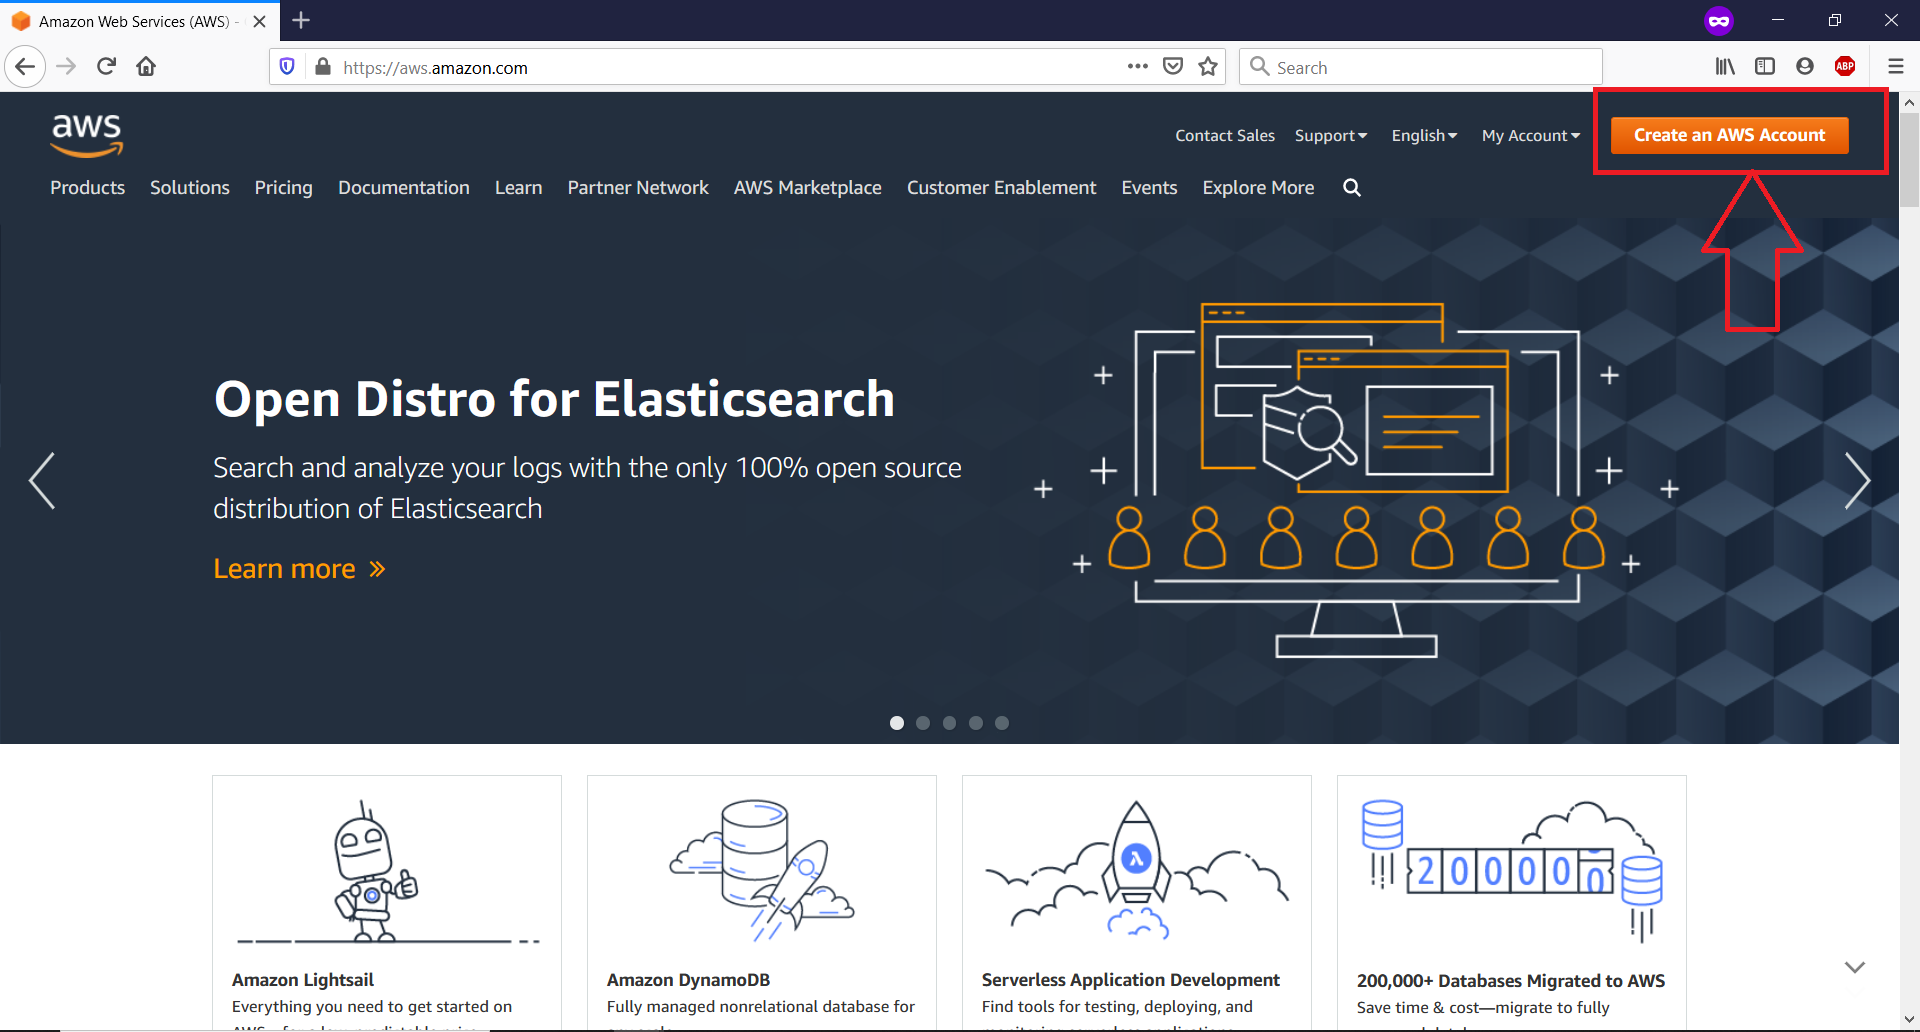 Amazon Web Services (AWS) -
https://aws.amazon.com
Search
ABP
aws
Contact Sales Support English My Account Create an AWS Account
Products Solutions Pricing Documentation Learn Partner Network AWS Marketplace Customer Enablement Events Explore More
Open Distro for Elasticsearch
Search and analyze your logs with the only 100% open source
distribution of Elasticsearch
Learn more »
200000
Amazon Lightsail
Everything you need to get started on
Amazon DynamoDB
Fully managed nonrelational database for
Serverless Application Development
Find tools for testing, deploying, and
200,000+ Databases Migrated to AWS
Save time & cost—migrate to fully